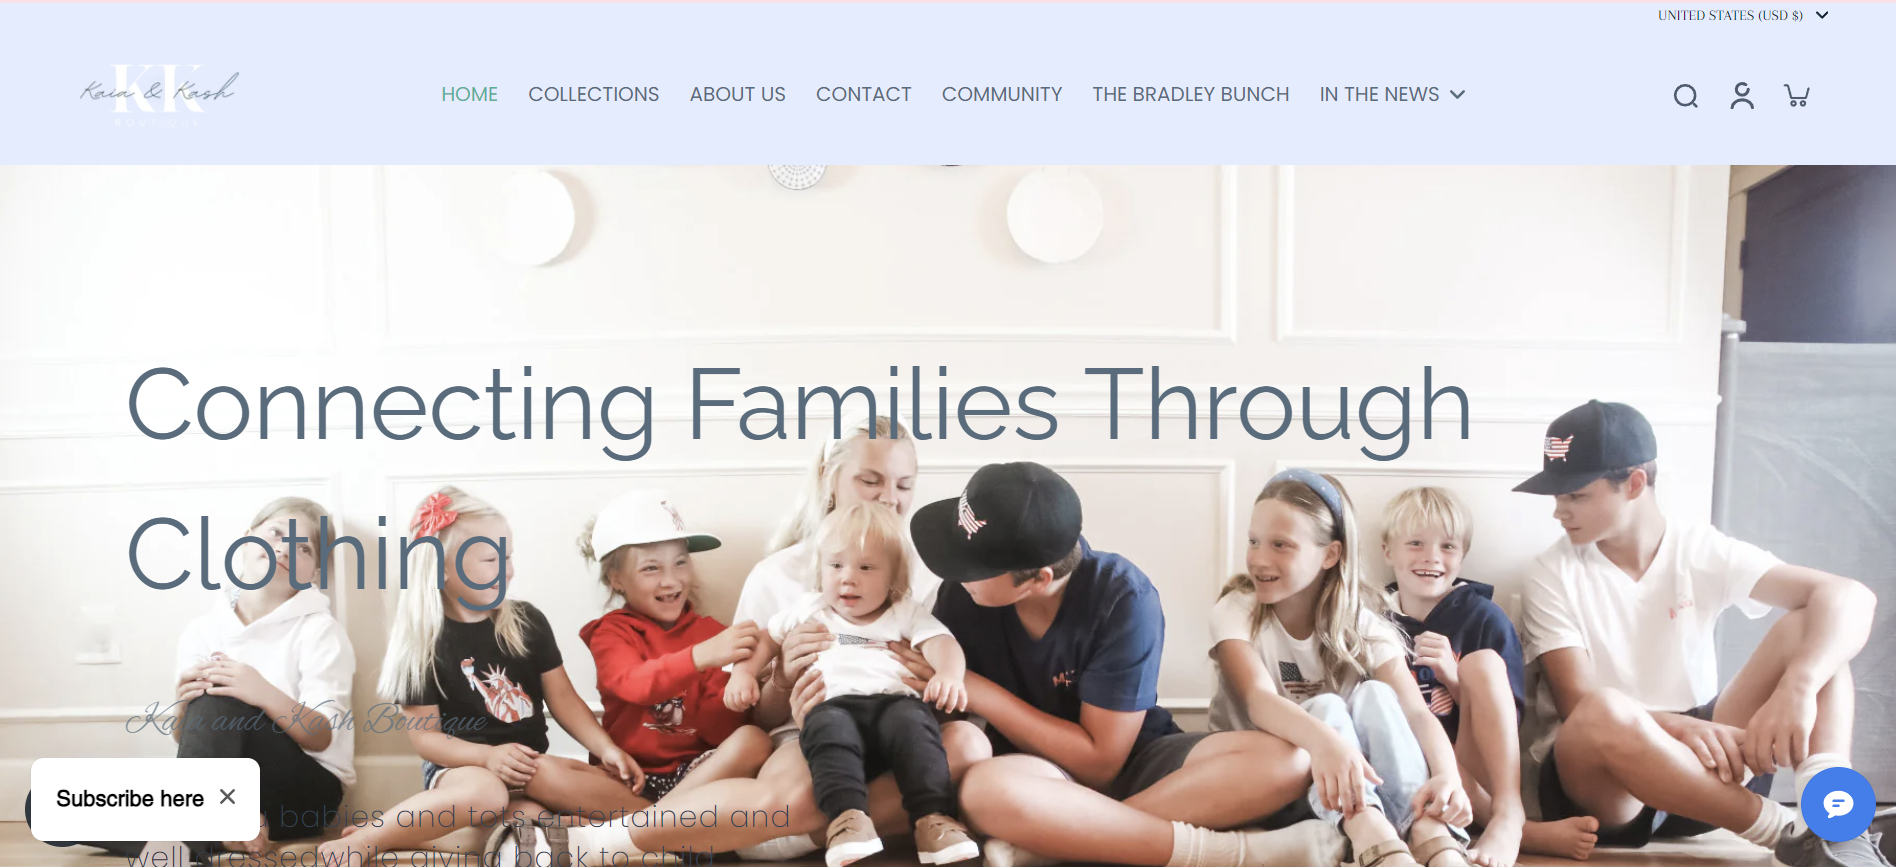 UNITED STATES (USD $)
KK
Kaia & Kash
BOUTIQUE
HOME COLLECTIONS ABOUT US CONTACT COMMUNITY THE BRADLEY BUNCH IN THE NEWS
Connecting Families Through
Clothing
Kaia and Kash Boutique
Subscribe here
babies and tots entertained and
well dressedwhile giving back to child